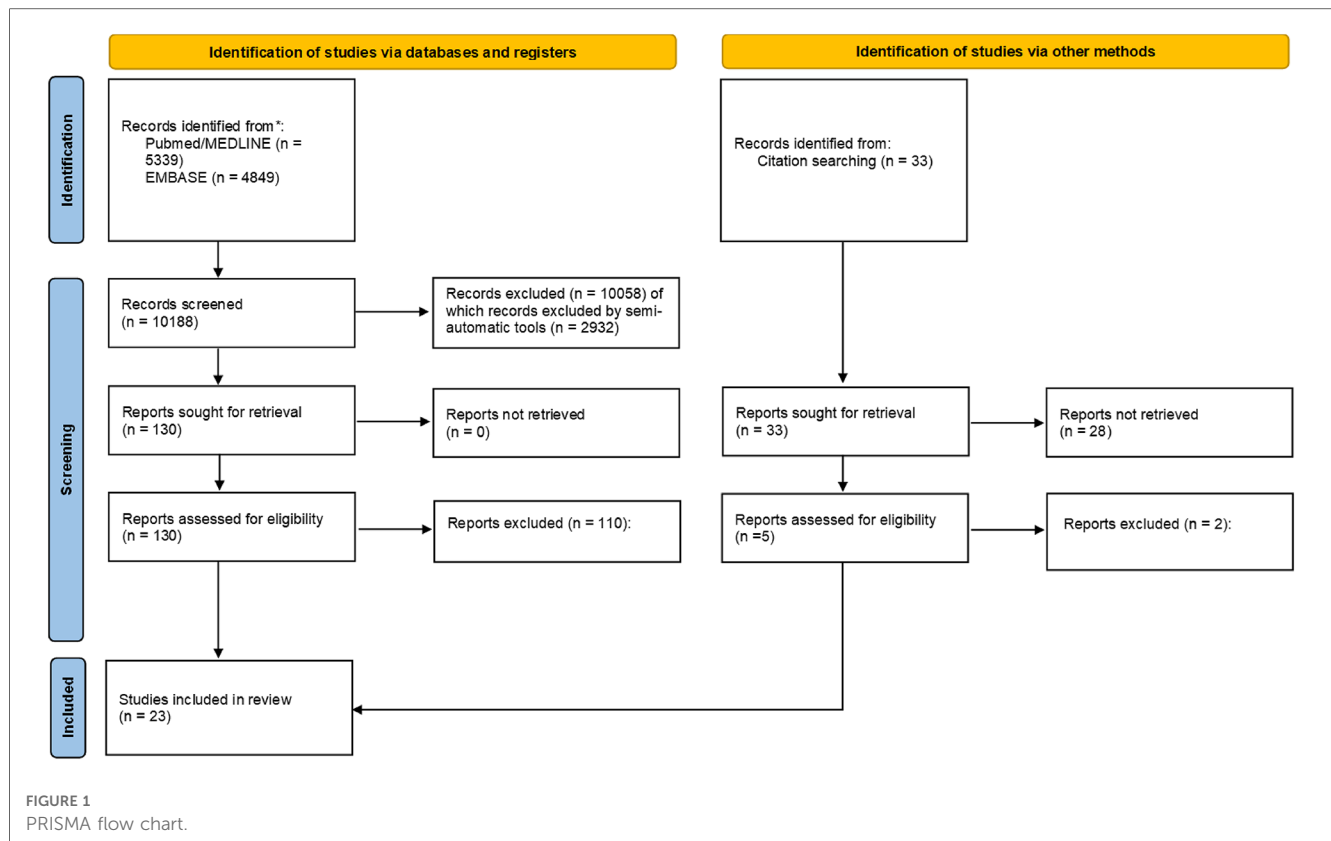 Identification of studies via databases and registers
Identification of studies via other methods
Identification
Records identified from*:
Pubmed/MEDLINE (n =
5339)
EMBASE (n = 4849)
Records identified from:
Citation searching (n = 33)
Screening
Records screened
(n = 10188)
Records excluded (n = 10058) of
which records excluded by semi-
automatic tools (n = 2932)
Reports sought for retrieval
(n = 130)
Reports not retrieved
(n = 0)
Reports sought for retrieval
(n = 33)
Reports not retrieved
(n = 28)
Reports assessed for eligibility
(n = 130)
Reports excluded (n = 110):
Reports assessed for eligibility
(n =5)
Reports excluded (n = 2):
Included
Studies included in review
(n = 23)
FIGURE 1
PRISMA flow chart.